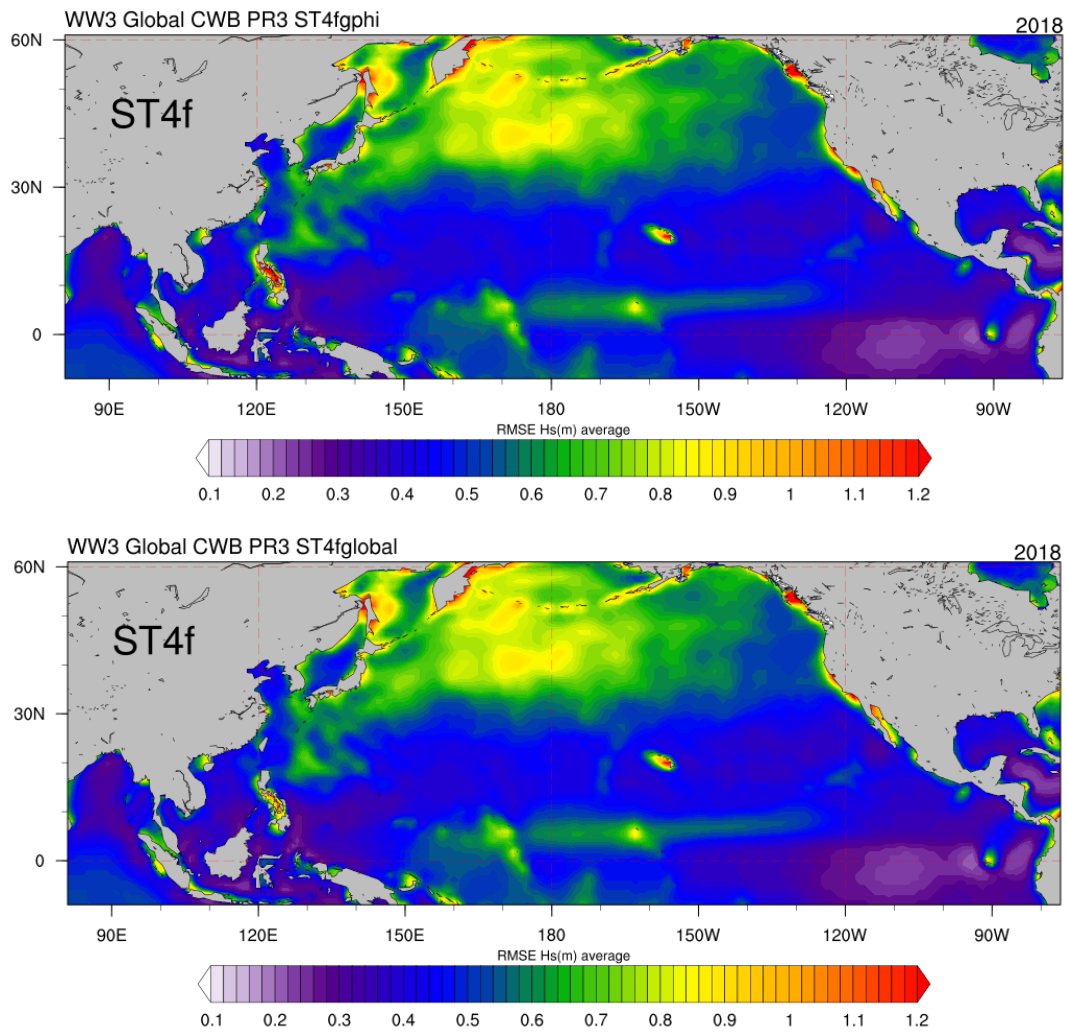 WW3 Global CWB PR3 ST4fgphi
2018
60N
ST4f
30N
0
90E 120E 150E 180 150W 120W 90W
RMSE Hs(m) average
0.1 0.2 0.3 0.4 0.5 0.6 0.7 0.8 0.9 1 1.1 1.2
WW3 Global CWB PR3 ST4fglobal
2018
60N
ST4f
30N
0
90E 120E 150E 180 150W 120W 90W
RMSE Hs(m) average
0.1 0.2 0.3 0.4 0.5 0.6 0.7 0.8 0.9 1 1.1 1.2